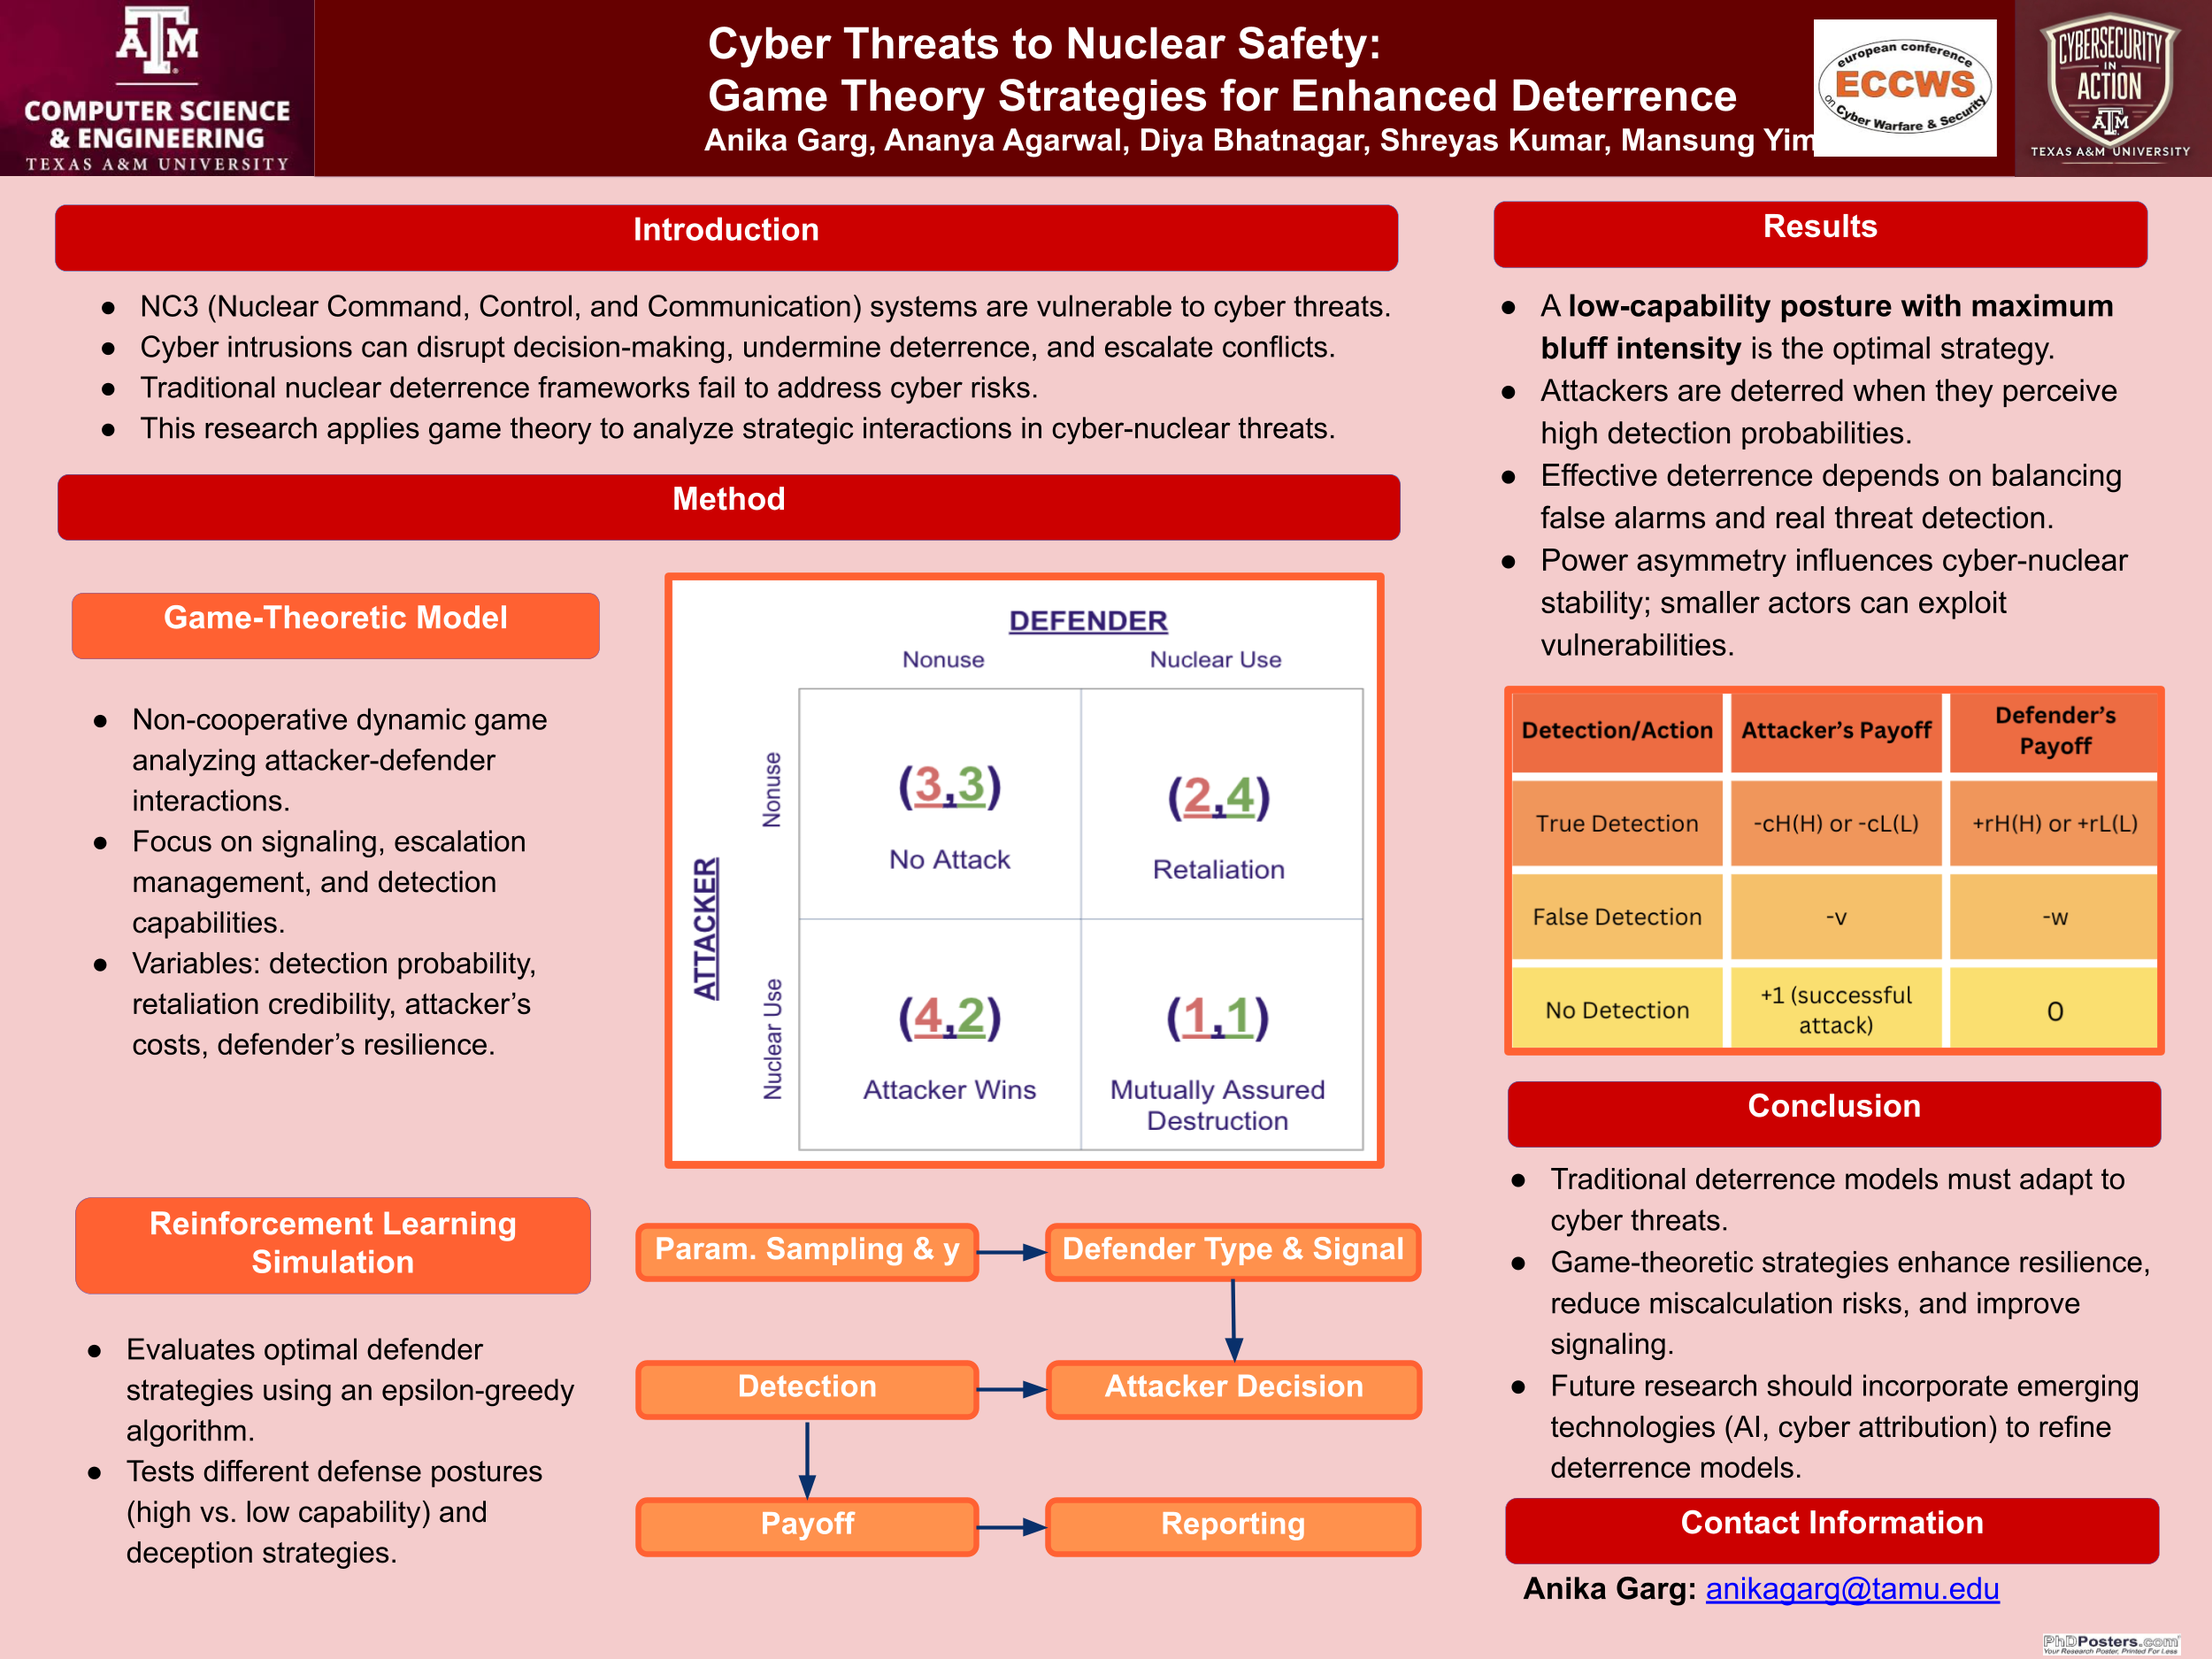 ATM
COMPUTER SCIENCE
& ENGINEERING
TEXAS A&M UNIVERSITY
Cyber Threats to Nuclear Safety:
Game Theory Strategies for Enhanced Deterrence
Anika Garg, Ananya Agarwal, Diya Bhatnagar, Shreyas Kumar, Mansung Yim
european conference
ECCWS
on Cyber Warfare & Security
CYBERSECURITY
IN
ACTION
ATM
TEXAS A&M UNIVERSITY
Introduction
● NC3 (Nuclear Command, Control, and Communication) systems are vulnerable to cyber threats.
● Cyber intrusions can disrupt decision-making, undermine deterrence, and escalate conflicts.
● Traditional nuclear deterrence frameworks fail to address cyber risks.
● This research applies game theory to analyze strategic interactions in cyber-nuclear threats.
Method
Game-Theoretic Model
● Non-cooperative dynamic game
analyzing attacker-defender
interactions.
● Focus on signaling, escalation
management, and detection
capabilities.
● Variables: detection probability,
retaliation credibility, attacker's
costs, defender's resilience.
DEFENDER
Nonuse Nuclear Use
ATTACKER
Nonuse
(3,3) (2,4)
No Attack Retaliation
Nuclear Use
(4,2) (1,1)
Attacker Wins Mutually Assured
Destruction
Reinforcement Learning
Simulation
● Evaluates optimal defender
strategies using an epsilon-greedy
algorithm.
● Tests different defense postures
(high vs. low capability) and
deception strategies.
Param. Sampling & y Defender Type & Signal
Detection Attacker Decision
Payoff Reporting
Results
● A low-capability posture with maximum
bluff intensity is the optimal strategy.
● Attackers are deterred when they perceive
high detection probabilities.
● Effective deterrence depends on balancing
false alarms and real threat detection.
● Power asymmetry influences cyber-nuclear
stability; smaller actors can exploit
vulnerabilities.
Detection/Action Attacker's Payoff Defender's
Payoff
True Detection -cH(H) or -cL(L) +rH(H) or +rL(L)
False Detection -v -w
No Detection +1 (successful
attack) 0
Conclusion
● Traditional deterrence models must adapt to
cyber threats.
● Game-theoretic strategies enhance resilience,
reduce miscalculation risks, and improve
signaling.
● Future research should incorporate emerging
technologies (AI, cyber attribution) to refine
deterrence models.
Contact Information
Anika Garg: anikagarg@tamu.edu
PhDPosters.com
Your Research Poster, Printed For Less